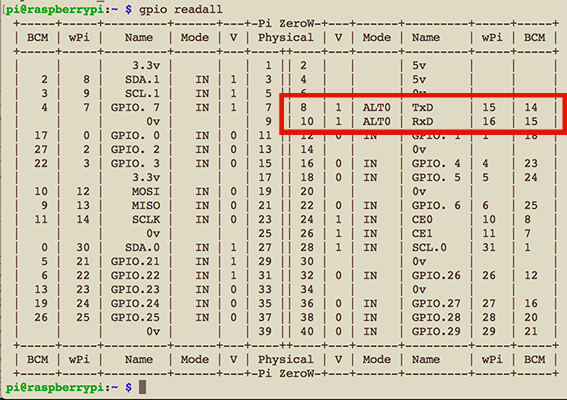 pi@raspberrypi:~ $ gpio readall
+-----+-----+---------+------+---+-Pi ZeroW-+---+------+---------+-----+-----+
| BCM | wPi | Name | Mode | V | Physical | V | Mode | Name | wPi | BCM |
+-----+-----+---------+------+---+----++----+---+------+---------+-----+-----+
| | | 3.3v | | | 1 || 2 | | | 5v | | |
| 2 | 8 | SDA.1 | IN | 1 | 3 || 4 | | | 5v | | |
| 3 | 9 | SCL.1 | IN | 1 | 5 || 6 | | | 0v | | |
| 4 | 7 | GPIO. 7 | IN | 1 | 7 || 8 | 1 | ALT0 | TxD | 15 | 14 |
| | | 0v | | | 9 || 10 | 1 | ALT0 | RxD | 16 | 15 |
| 17 | 0 | GPIO. 0 | IN | 0 | 11 || 12 | 0 | IN | GPIO. 1 | 1 | 18 |
| 27 | 2 | GPIO. 2 | IN | 0 | 13 || 14 | | | 0v | | |
| 22 | 3 | GPIO. 3 | IN | 0 | 15 || 16 | 0 | IN | GPIO. 4 | 4 | 23 |
| | | 3.3v | | | 17 || 18 | 0 | IN | GPIO. 5 | 5 | 24 |
| 10 | 12 | MOSI | IN | 0 | 19 || 20 | | | 0v | | |
| 9 | 13 | MISO | IN | 0 | 21 || 22 | 0 | IN | GPIO. 6 | 6 | 25 |
| 11 | 14 | SCLK | IN | 0 | 23 || 24 | 1 | IN | CE0 | 10 | 8 |
| | | 0v | | | 25 || 26 | 1 | IN | CE1 | 11 | 7 |
| 0 | 30 | SDA.0 | IN | 1 | 27 || 28 | 1 | IN | SCL.0 | 31 | 1 |
| 5 | 21 | GPIO.21 | IN | 1 | 29 || 30 | | | 0v | | |
| 6 | 22 | GPIO.22 | IN | 1 | 31 || 32 | 0 | IN | GPIO.26 | 26 | 12 |
| 13 | 23 | GPIO.23 | IN | 0 | 33 || 34 | | | 0v | | |
| 19 | 24 | GPIO.24 | IN | 0 | 35 || 36 | 0 | IN | GPIO.27 | 27 | 16 |
| 26 | 25 | GPIO.25 | IN | 0 | 37 || 38 | 0 | IN | GPIO.28 | 28 | 20 |
| | | 0v | | | 39 || 40 | 0 | IN | GPIO.29 | 29 | 21 |
+-----+-----+---------+------+---+----++----+---+------+---------+-----+-----+
| BCM | wPi | Name | Mode | V | Physical | V | Mode | Name | wPi | BCM |
+-----+-----+---------+------+---+-Pi ZeroW-+---+------+---------+-----+-----+
pi@raspberrypi:~ $